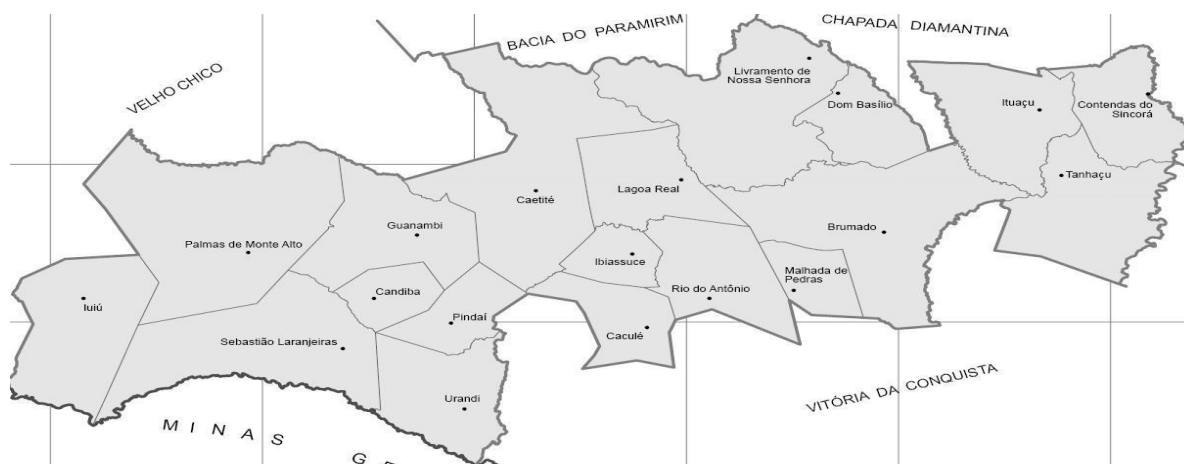 BACIA DO PARAMIRIM
CHAPADA DIAMANTINA
VELHO CHICO
Livramento de
Nossa Senhora
Dom Basílio
Ituaçu
Contendas do
Sincorá
Tanhaçu
Lagoa Real
Caetité
Guanambi
Brumado
Palmas de Monte Alto
Ibiassuce
Malhada de
Pedras
Rio do Antônio
Candiba
Iuiú
Pindaí
Caculé
Sebastião Laranjeiras
Urandi
VITÓRIA DA CONQUISTA
MINAS